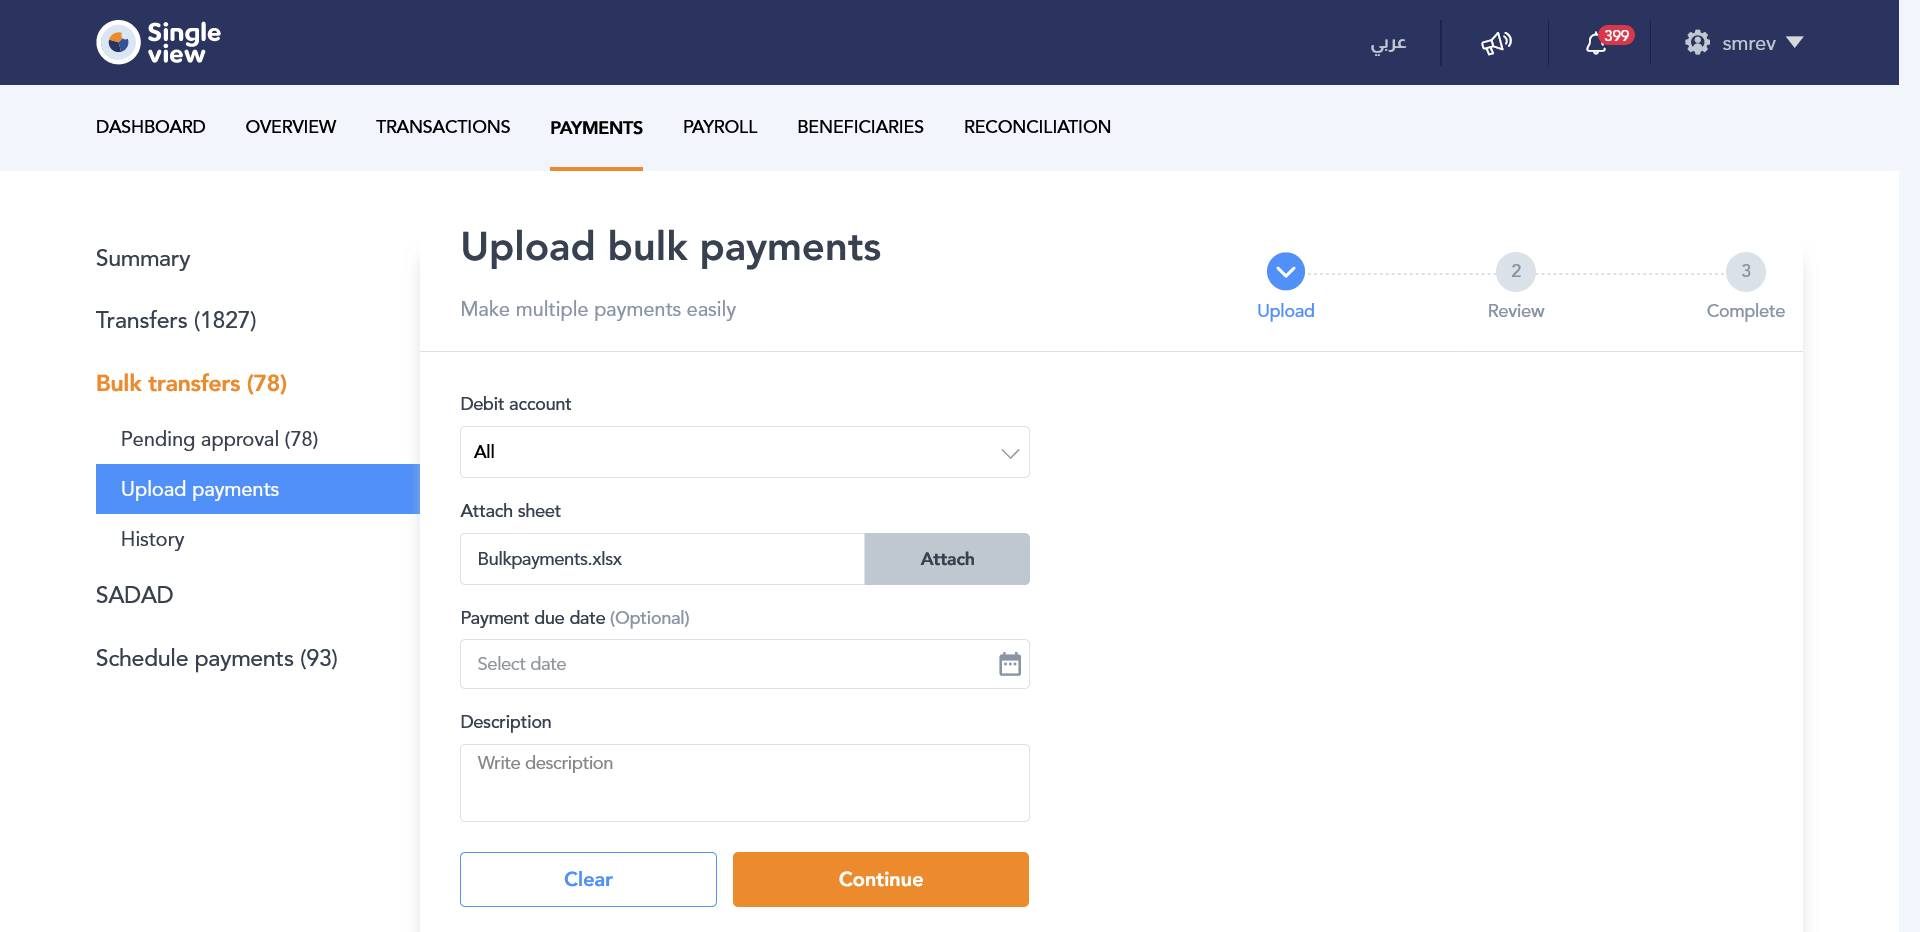 Single
view
عربي
399
smrev
DASHBOARD OVERVIEW TRANSACTIONS PAYMENTS PAYROLL BENEFICIARIES RECONCILIATION
Summary
Transfers (1827)
Bulk transfers (78)
Pending approval (78)
Upload payments
History
SADAD
Schedule payments (93)
Upload bulk payments
Make multiple payments easily
Upload
2
Review
3
Complete
Debit account
All
Attach sheet
Bulkpayments.xlsx
Attach
Payment due date (Optional)
Select date
Description
Write description
Clear
Continue